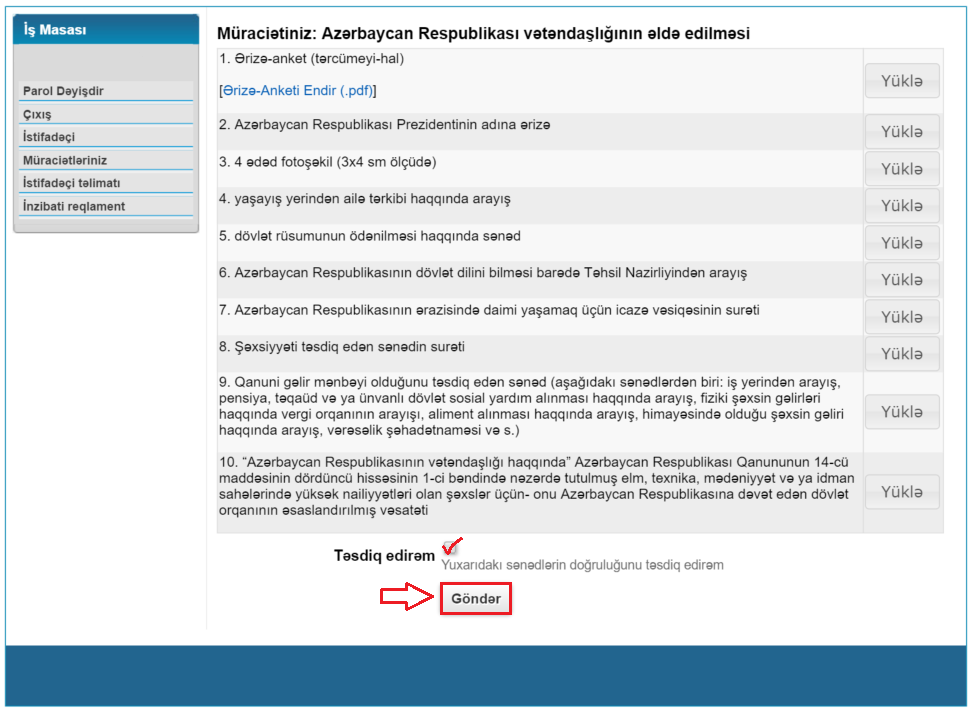 İş Masası
Parol Dəyişdir
Çıxış
İstifadəçi
Müraciətləriniz
İstifadəçi təlimatı
İnzibati reqlament
Müraciətiniz: Azərbaycan Respublikası vətəndaşlığının əldə edilməsi
1. Ərizə-anket (tərcümeyi-hal)
[Ərizə-Anketi Endir (.pdf)]
Yüklə
2. Azərbaycan Respublikası Prezidentinin adına ərizə
Yüklə
3. 4 ədəd fotoşəkil (3x4 sm ölçüdə)
Yüklə
4. yaşayış yerindən ailə tərkibi haqqında arayış
Yüklə
5. dövlət rüsumunun ödənilməsi haqqında sənəd
Yüklə
6. Azərbaycan Respublikasının dövlət dilini bilməsi barədə Təhsil Nazirliyindən arayış
Yüklə
7. Azərbaycan Respublikasının ərazisində daimi yaşamaq üçün icazə vəsiqəsinin surəti
Yüklə
8. Şəxsiyyəti təsdiq edən sənədin surəti
Yüklə
9. Qanuni gəlir mənbəyi olduğunu təsdiq edən sənəd (aşağıdakı sənədlərdən biri: iş yerindən arayış,
pensiya, təqaüd və ya ünvanlı dövlət sosial yardım alınması haqqında arayış, fiziki şəxsin gəlirləri
haqqında vergi orqanının arayışı, aliment alınması haqqında arayış, himayəsində olduğu şəxsin gəliri
haqqında arayış, vərəsəlik şəhadətnaməsi və s.)
Yüklə
10. “Azərbaycan Respublikasının vətəndaşlığı haqqında” Azərbaycan Respublikası Qanununun 14-cü
maddəsinin dördüncü hissəsinin 1-ci bəndində nəzərdə tutulmuş elm, texnika, mədəniyyət və ya idman
sahələrində yüksək nailiyyətləri olan şəxslər üçün- onu Azərbaycan Respublikasına dəvət edən dövlət
orqanının əsaslandırılmış vəsatəti
Yüklə
Təsdiq edirəm
Yuxarıdakı sənədlərin doğruluğunu təsdiq edirəm
Göndər